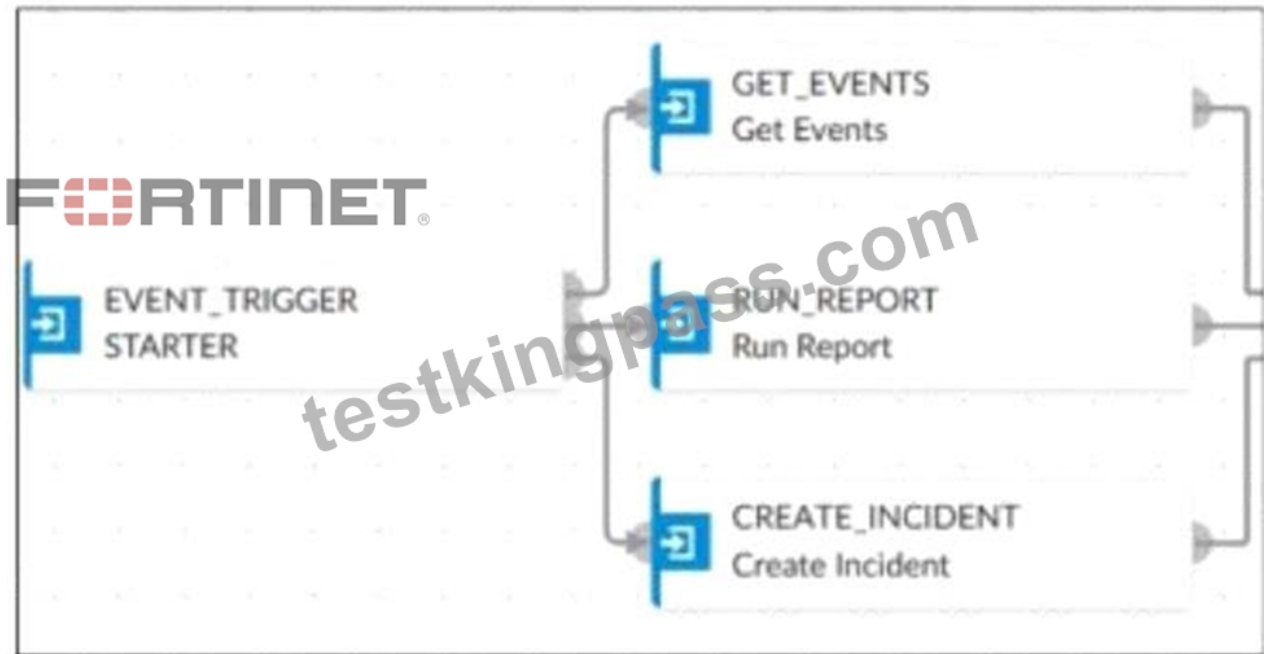 GET_EVENTS
Get Events
FORTINET®
EVENT_TRIGGER
STARTER
RUN_REPORT
Run Report
testkingpass.com
CREATE_INCIDENT
Create Incident